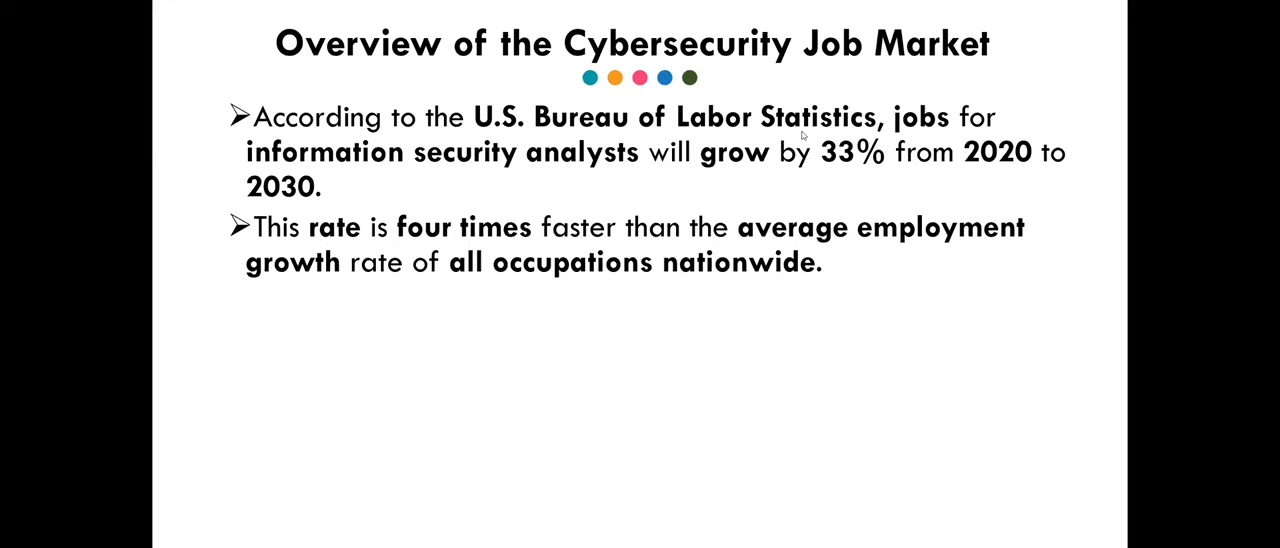 Overview of the Cybersecurity Job Market
➢According to the U.S. Bureau of Labor Statistics, jobs for
information security analysts will grow by 33% from 2020 to
2030.
➢This rate is four times faster than the average employment
growth rate of all occupations nationwide.